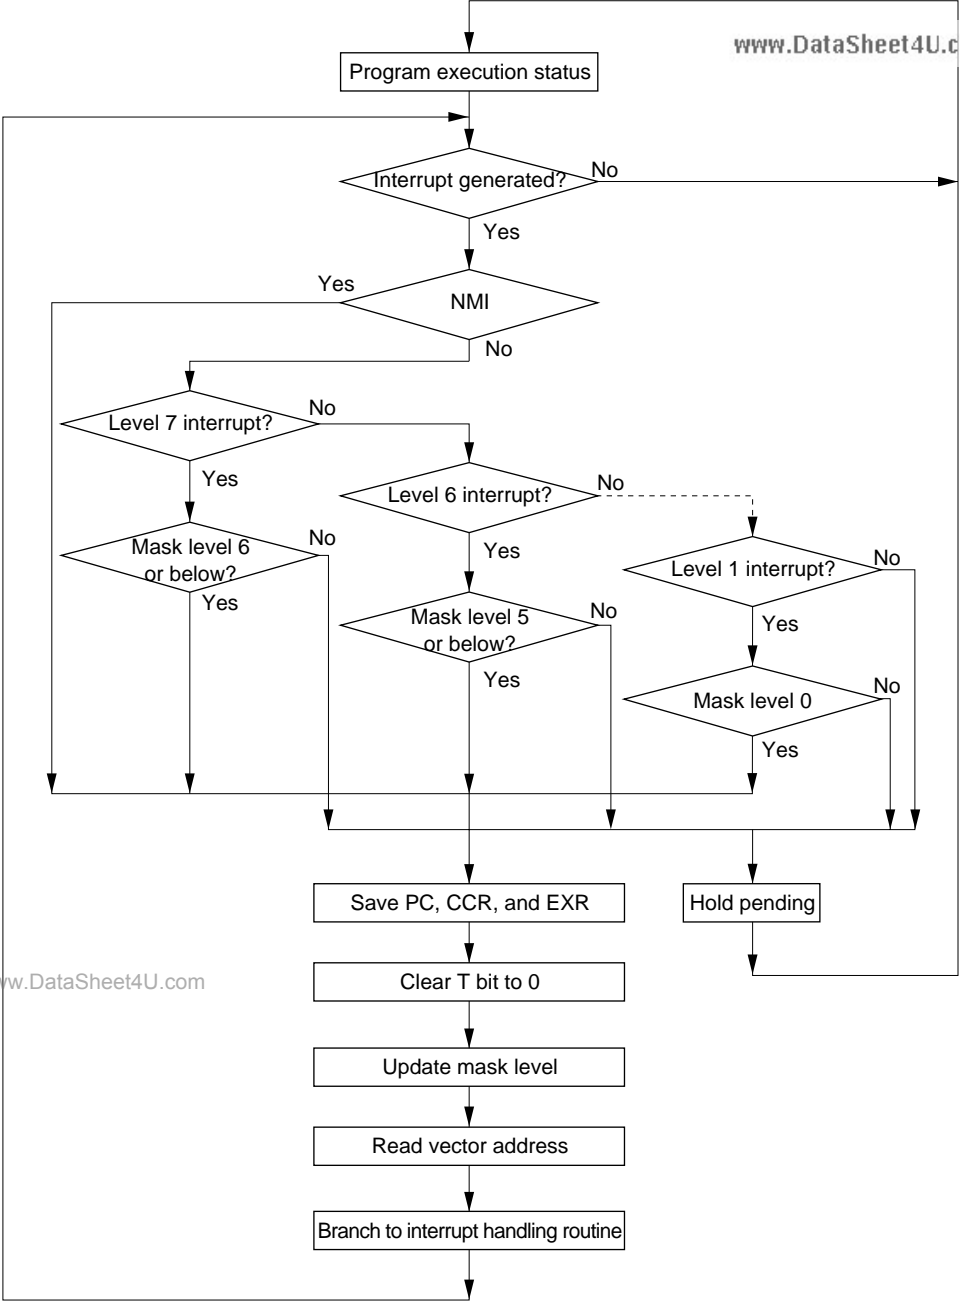 www.DataSheet4U.c
Program execution status
Interrupt generated?
No
Yes
Yes
NMI
No
Level 7 interrupt?
No
Yes
Level 6 interrupt?
No
Mask level 6
or below?
No
Yes
Yes
Level 1 interrupt?
No
Mask level 5
or below?
No
Yes
Yes
Mask level 0
No
Yes
Save PC, CCR, and EXR
Hold pending
ww.DataSheet4U.com
Clear T bit to 0
Update mask level
Read vector address
Branch to interrupt handling routine